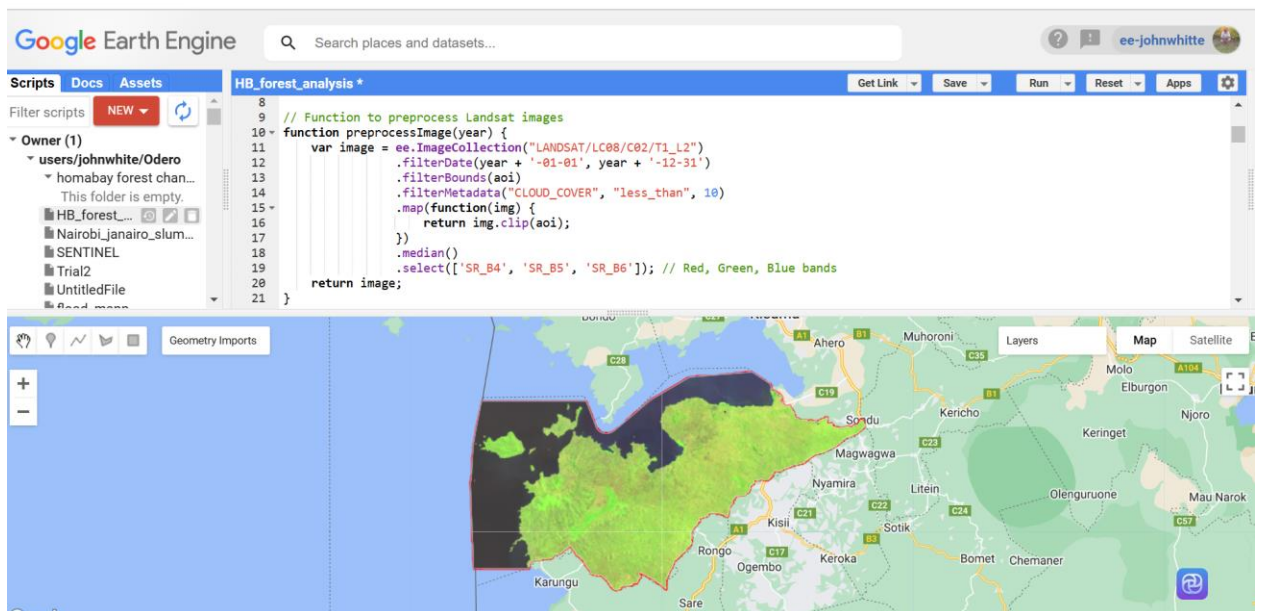 Google Earth Engine
Search places and datasets...
ee-johnwhitte
Scripts Docs Assets
HB_forest_analysis *
Get Link Save Run Reset Apps
Filter scripts NEW
Owner (1)
users/johnwhite/Odero
homabay forest chan...
This folder is empty.
HB_forest_...
Nairobi_janairo_slum...
SENTINEL
Trial2
UntitledFile
8
9 // Function to preprocess Landsat images
10 function preprocessImage(year) {
11 var image = ee.ImageCollection("LANDSAT/LC08/C02/T1_L2")
12 .filterDate(year + '-01-01', year + '-12-31')
13 .filterBounds(aoi)
14 .filterMetadata("CLOUD_COVER", "less_than", 10)
15 .map(function(img) {
16 return img.clip(aoi);
17 })
18 .median()
19 .select(['SR_B4', 'SR_B5', 'SR_B6']); // Red, Green, Blue bands
20 return image;
21 }
Geometry Imports
Layers
Map Satellite
+
−
C28
A1
Ahero
B1
Muhoroni
C35
Molo
A104
Elburgon
B1
C19
Sondu
Kericho
Njoro
Keringet
C23
Magwagwa
Nyamira
Litein
Olenguruone
Mau Narok
C22
C24
C21
C57
Kisii
Sotik
A1
B3
Rongo
C17
Keroka
Bomet
Chemaner
Ogembo
Karungu
Sare